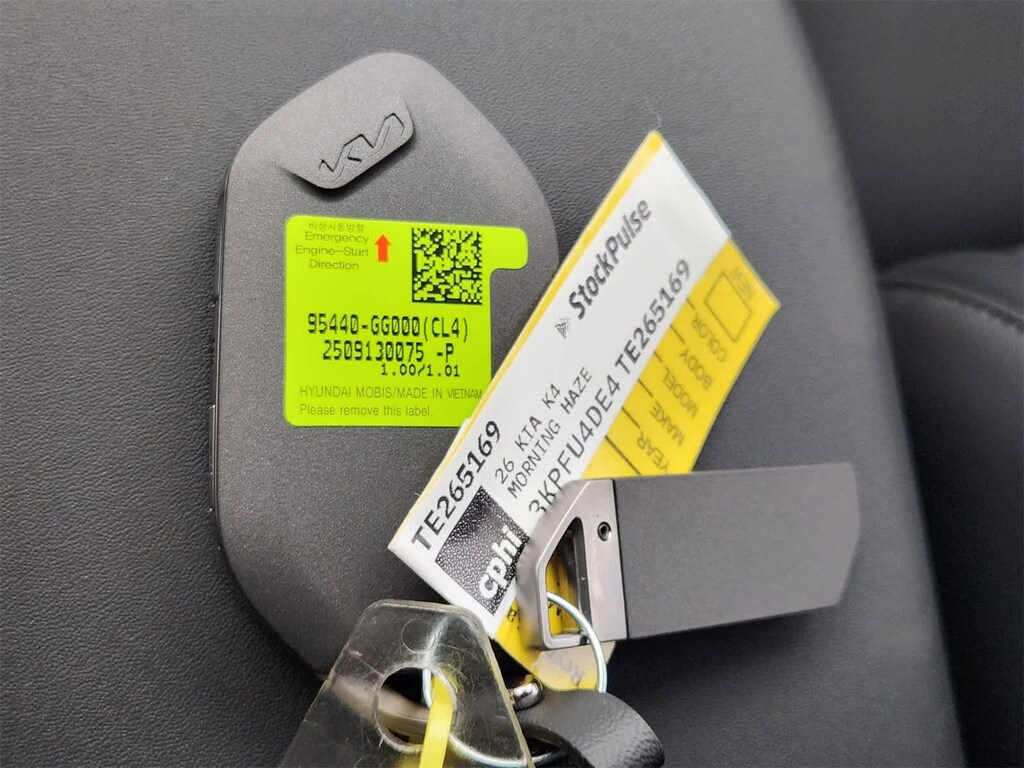 KIA
비상시동방향
Emergency
Engine-Start
Direction
95440-GG000(CL4)
2509130075 -P
1.00/1.01
HYUNDAI MOBIS/MADE IN VIETNAM
Please remove this label.
StockPulse
TE265169
26 KIA K4
MORNING HAZE
3KPFU4DE4 TE265169
cphi
NEW
COLOR
BODY
MODEL
MAKE
YEAR